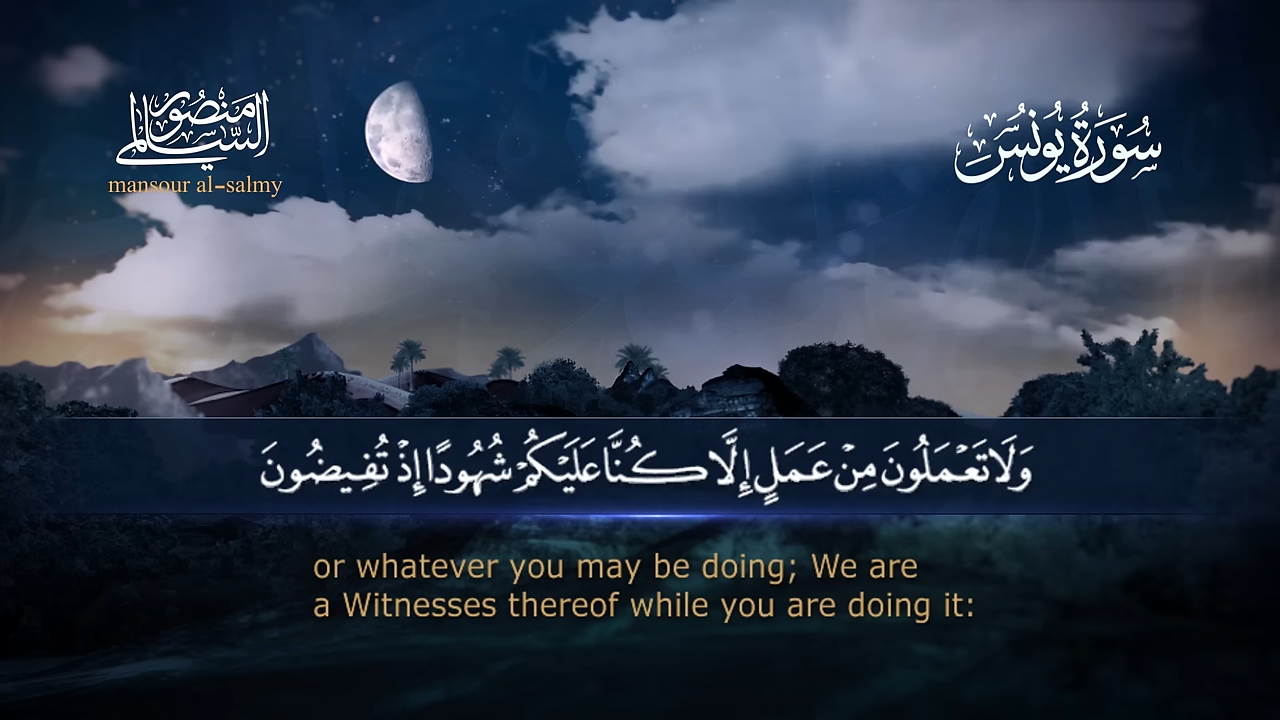 منصور السالمي
mansour al-salmy
سُورَةُ يُونُسَ
وَلَا تَعْمَلُونَ مِنْ عَمَلٍ إِلَّا كُنَّا عَلَيْكُمْ شُهُودًا إِذْ تُفِيضُونَ
or whatever you may be doing; We are
a Witnesses thereof while you are doing it: